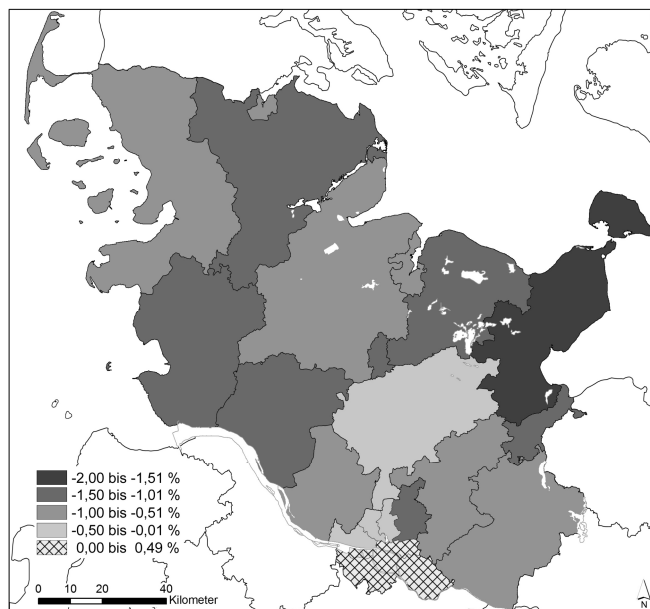 -2,00 bis -1,51 %
-1,50 bis -1,01 %
-1,00 bis -0,51 %
-0,50 bis -0,01 %
0,00 bis 0,49 %
0 20 40
Kilometer
N